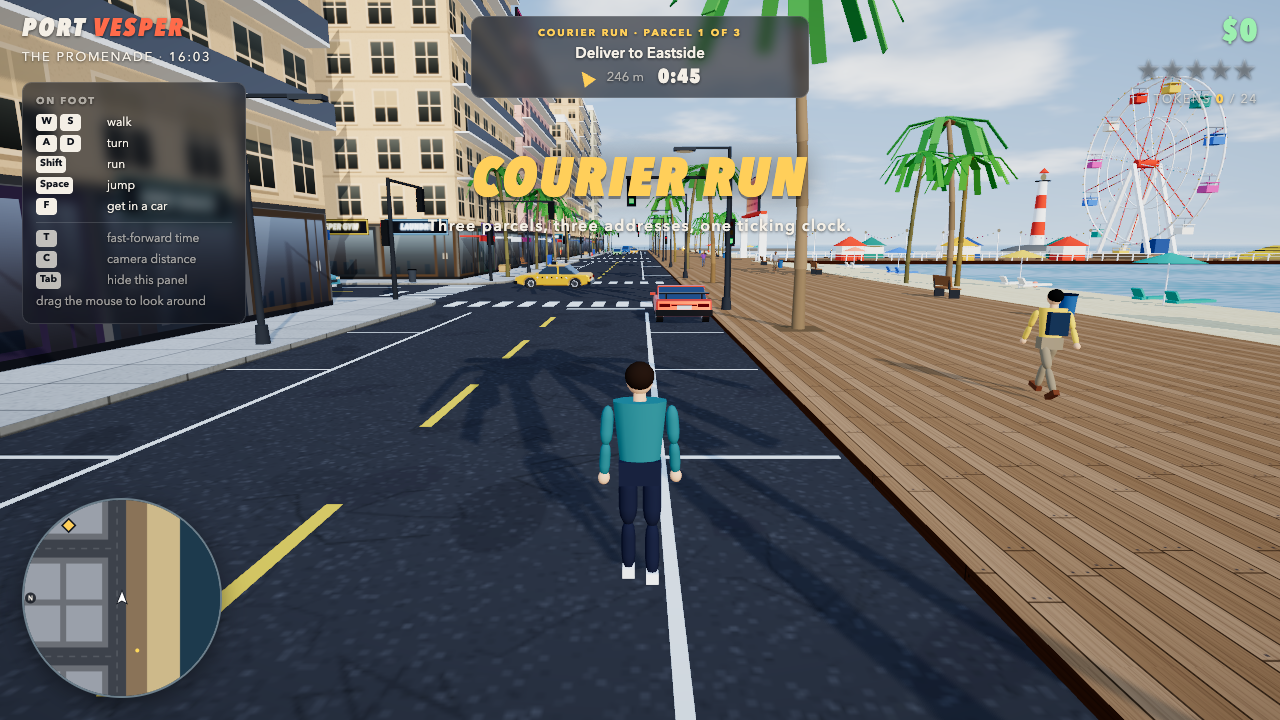 PORT VESPER
THE PROMENADE · 16:03
COURIER RUN · PARCEL 1 OF 3
Deliver to Eastside
246 m 0:45
$0
TOKENS 0 / 24
COURIER RUN
Three parcels, three addresses, one ticking clock.
ON FOOT
W S walk
A D turn
Shift run
Space jump
F get in a car
T fast-forward time
C camera distance
Tab hide this panel
drag the mouse to look around
N